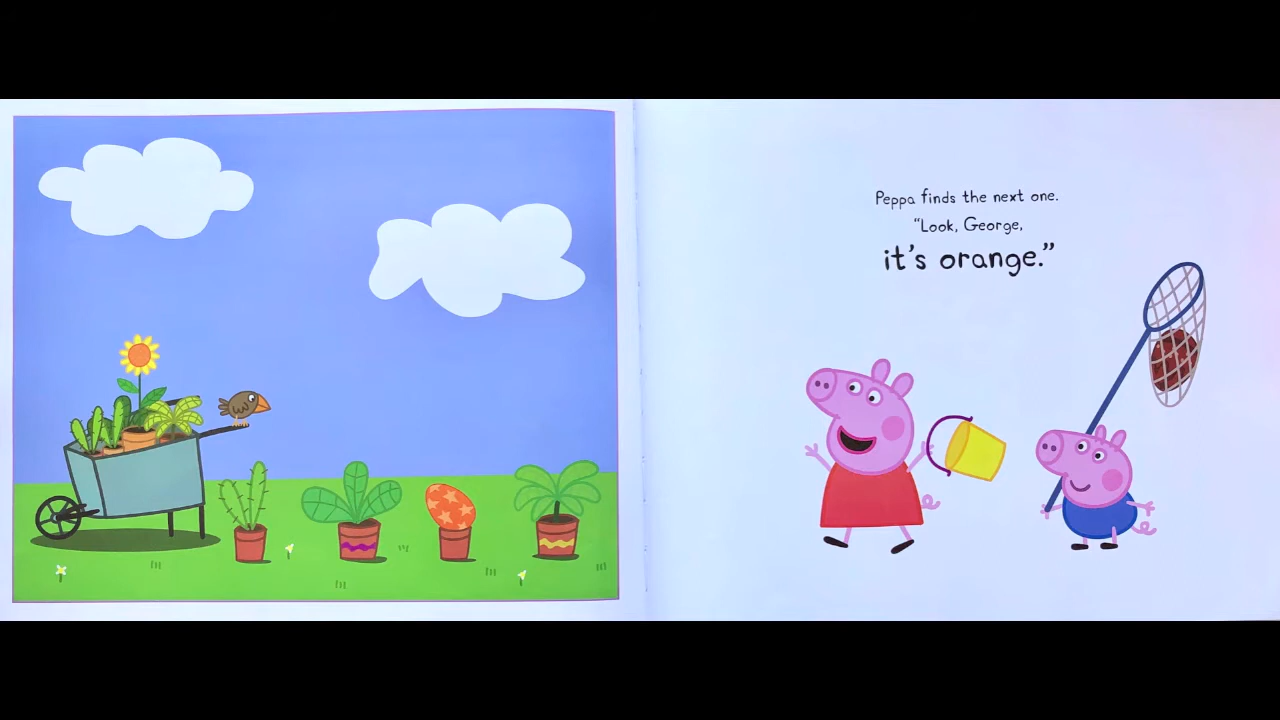 Peppa finds the next one.
“Look, George,
it’s orange.”